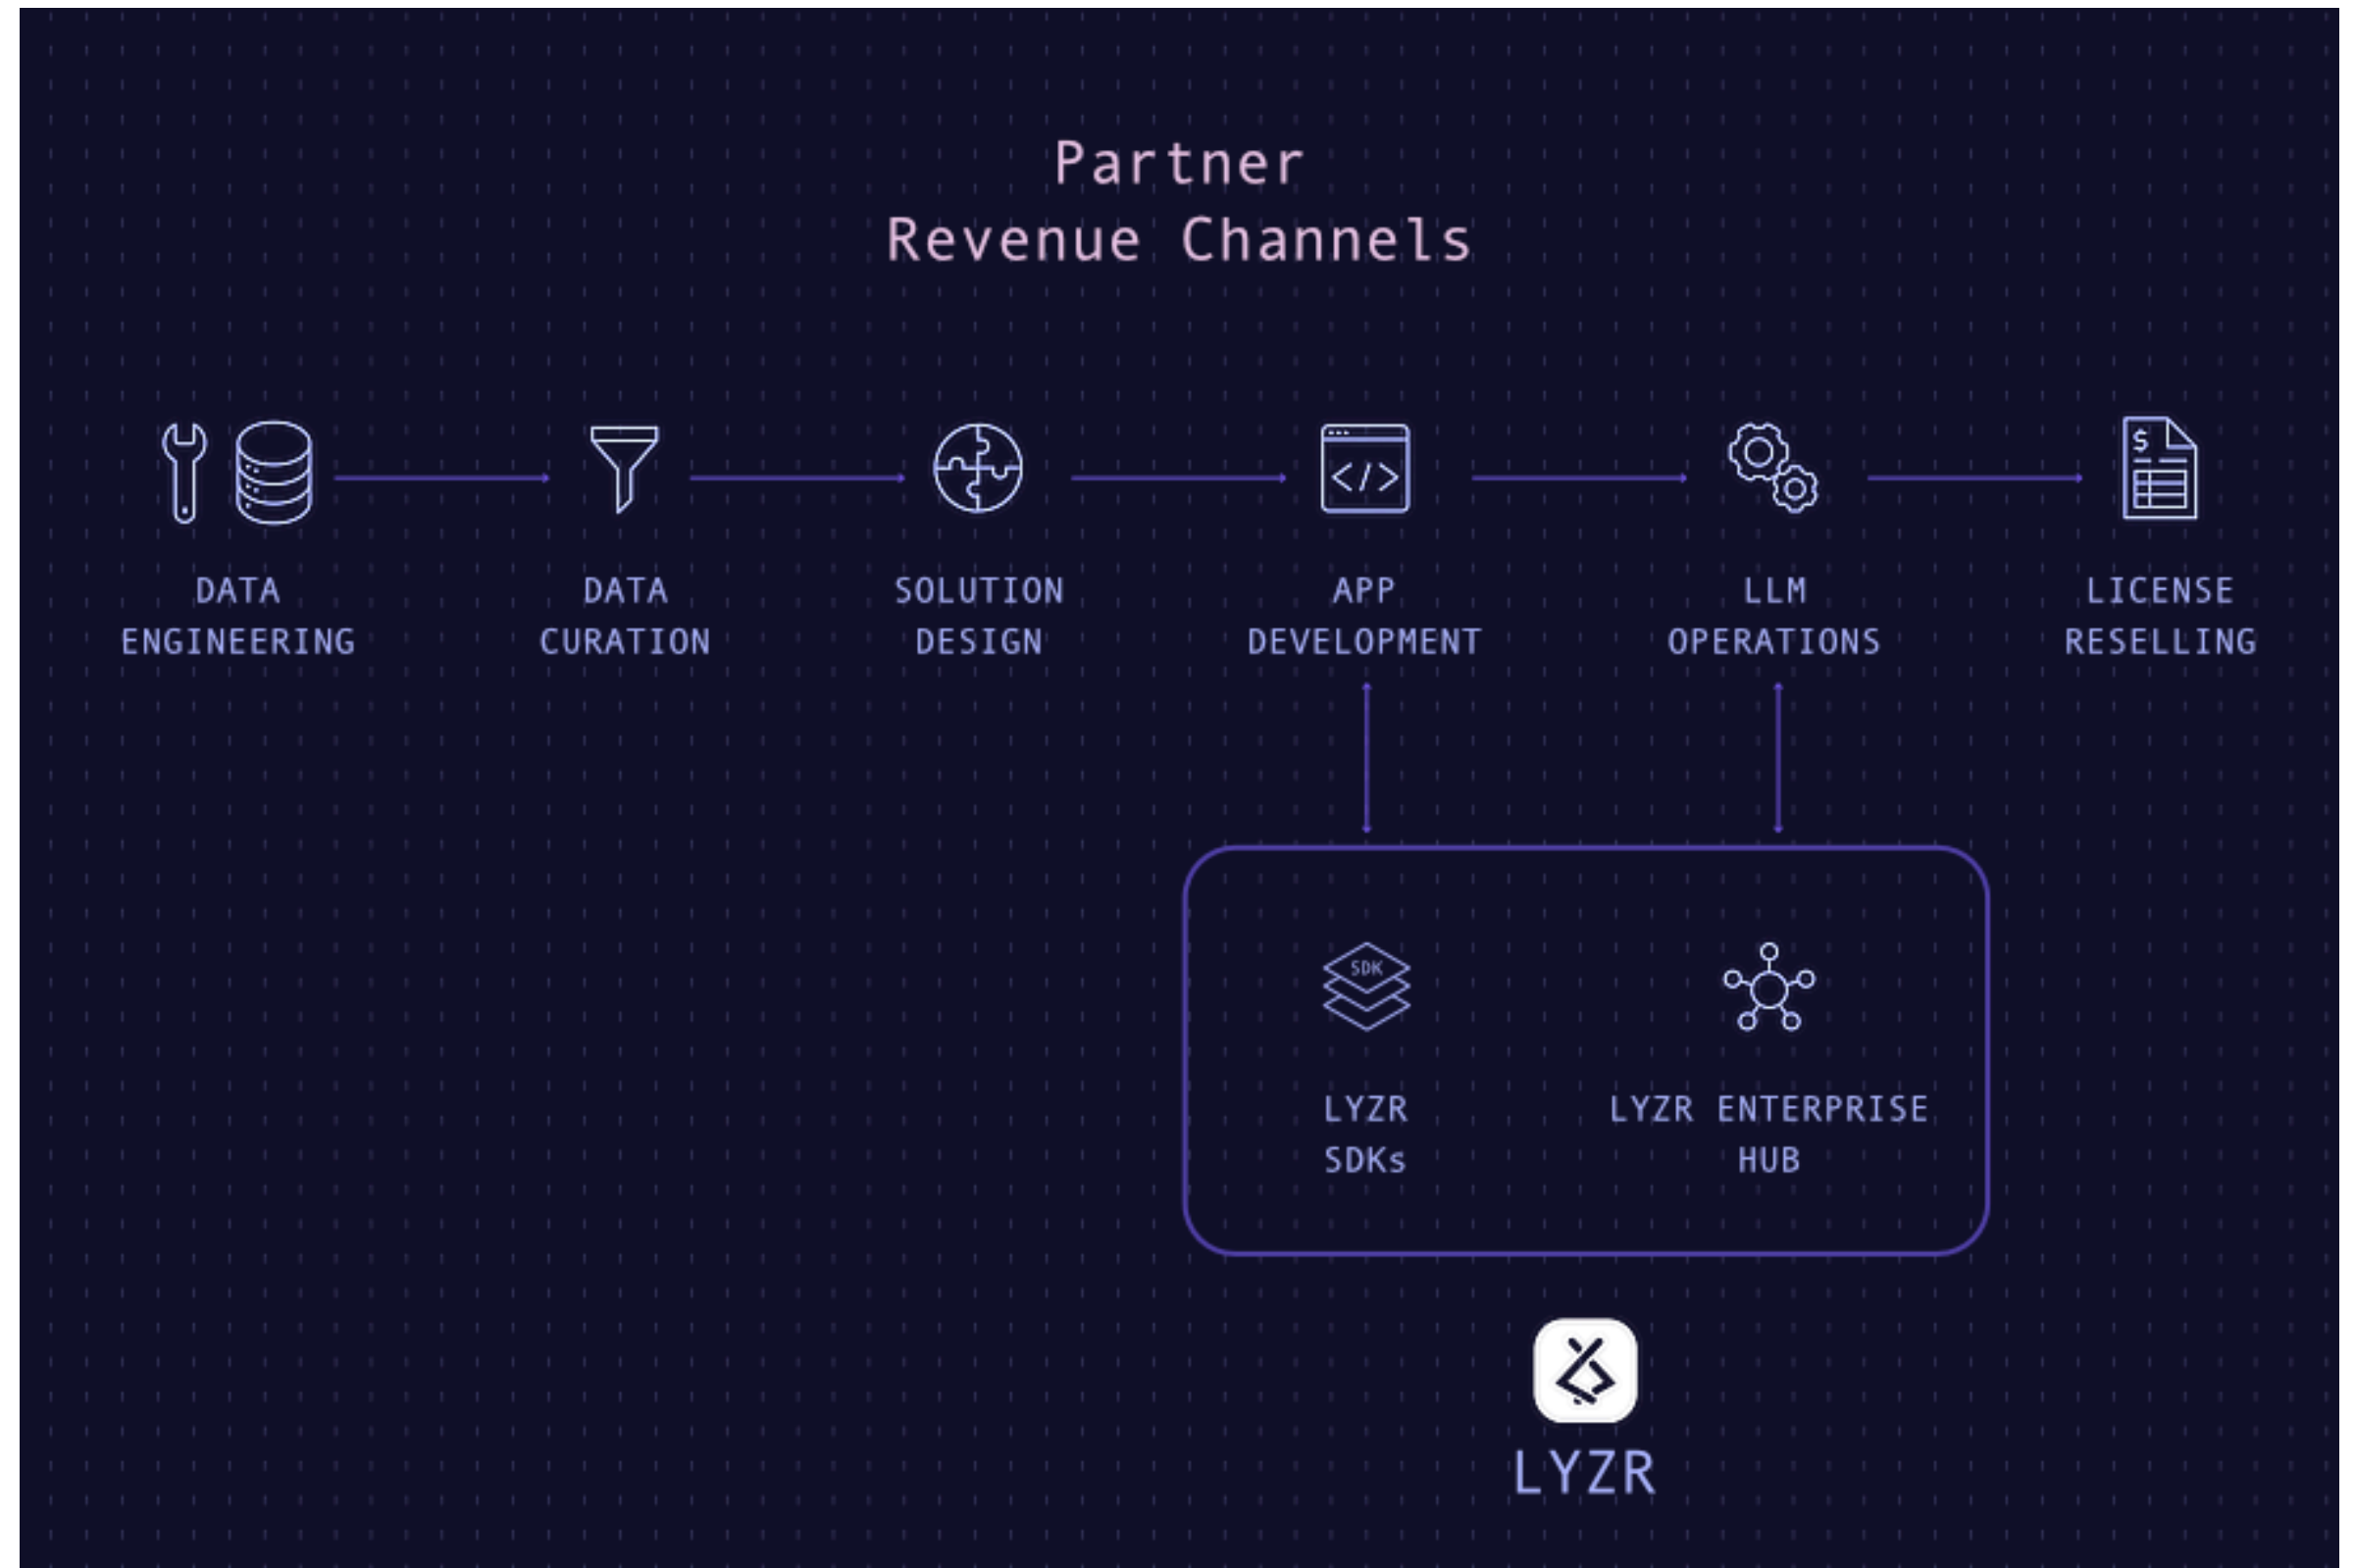 Partner
Revenue Channels
DATA
ENGINEERING
DATA
CURATION
SOLUTION
DESIGN
APP
DEVELOPMENT
LLM
OPERATIONS
$
LICENSE
RESELLING
</>
SDK
LYZR
SDKs
LYZR ENTERPRISE
HUB
LYZR